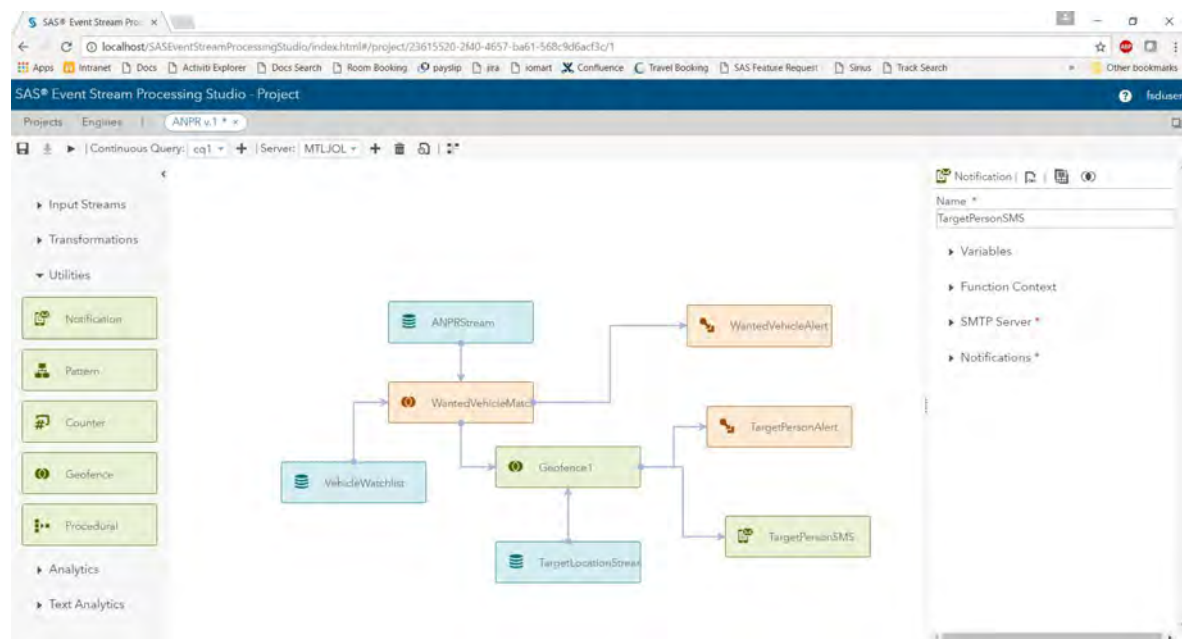 SAS® Event Stream Pro
localhost/SASEventStreamProcessingStudio/index.html#/project/23615520-2f40-4657-ba61-568c9d6acf3c/1
Apps Intranet Docs Activiti Explorer Docs Search Room Booking payslip jira iomart Confluence Travel Booking SAS Feature Request Sirius Track Search » Other bookmarks
SAS® Event Stream Processing Studio - Project ? fsduser
Projects Engines | ANPR v.1 * ×
| Continuous Query: cq1 | Server: MTLJOL
Input Streams
Transformations
Utilities
Notification
Pattern
Counter
Geofence
Procedural
Analytics
Text Analytics
ANPRStream
WantedVehicleAlert
WantedVehicleMatc
TargetPersonAlert
Geofence1
VehicleWatchlist
TargetPersonSMS
TargetLocationStrea
Notification
Name *
TargetPersonSMS
Variables
Function Context
SMTP Server *
Notifications *